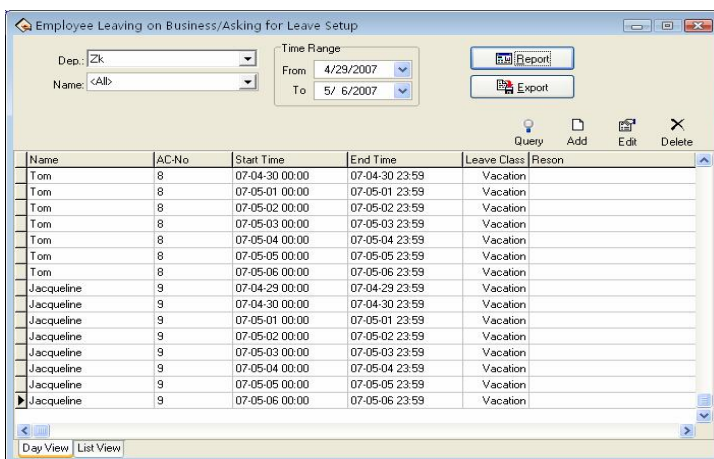 Employee Leaving on Business/Asking for Leave Setup
Dep.: Zk
Name: <All>
Time Range
From 4/29/2007
To 5/ 6/2007
Report
Export
Query Add Edit Delete
Name AC-No Start Time End Time Leave Class Reson
Tom 8 07-04-30 00:00 07-04-30 23:59 Vacation
Tom 8 07-05-01 00:00 07-05-01 23:59 Vacation
Tom 8 07-05-02 00:00 07-05-02 23:59 Vacation
Tom 8 07-05-03 00:00 07-05-03 23:59 Vacation
Tom 8 07-05-04 00:00 07-05-04 23:59 Vacation
Tom 8 07-05-05 00:00 07-05-05 23:59 Vacation
Tom 8 07-05-06 00:00 07-05-06 23:59 Vacation
Jacqueline 9 07-04-29 00:00 07-04-29 23:59 Vacation
Jacqueline 9 07-04-30 00:00 07-04-30 23:59 Vacation
Jacqueline 9 07-05-01 00:00 07-05-01 23:59 Vacation
Jacqueline 9 07-05-02 00:00 07-05-02 23:59 Vacation
Jacqueline 9 07-05-03 00:00 07-05-03 23:59 Vacation
Jacqueline 9 07-05-04 00:00 07-05-04 23:59 Vacation
Jacqueline 9 07-05-05 00:00 07-05-05 23:59 Vacation
Jacqueline 9 07-05-06 00:00 07-05-06 23:59 Vacation
Day View List View